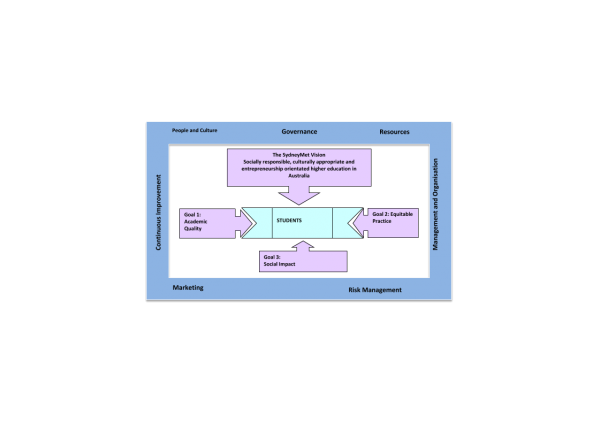 People and Culture
Governance
Resources
The SydneyMet Vision
Socially responsible, culturally appropriate and
entrepreneurship orientated higher education in
Australia
Continuous Improvement
Management and Organisation
Goal 1:
Academic
Quality
STUDENTS
Goal 2: Equitable
Practice
Goal 3:
Social Impact
Marketing
Risk Management